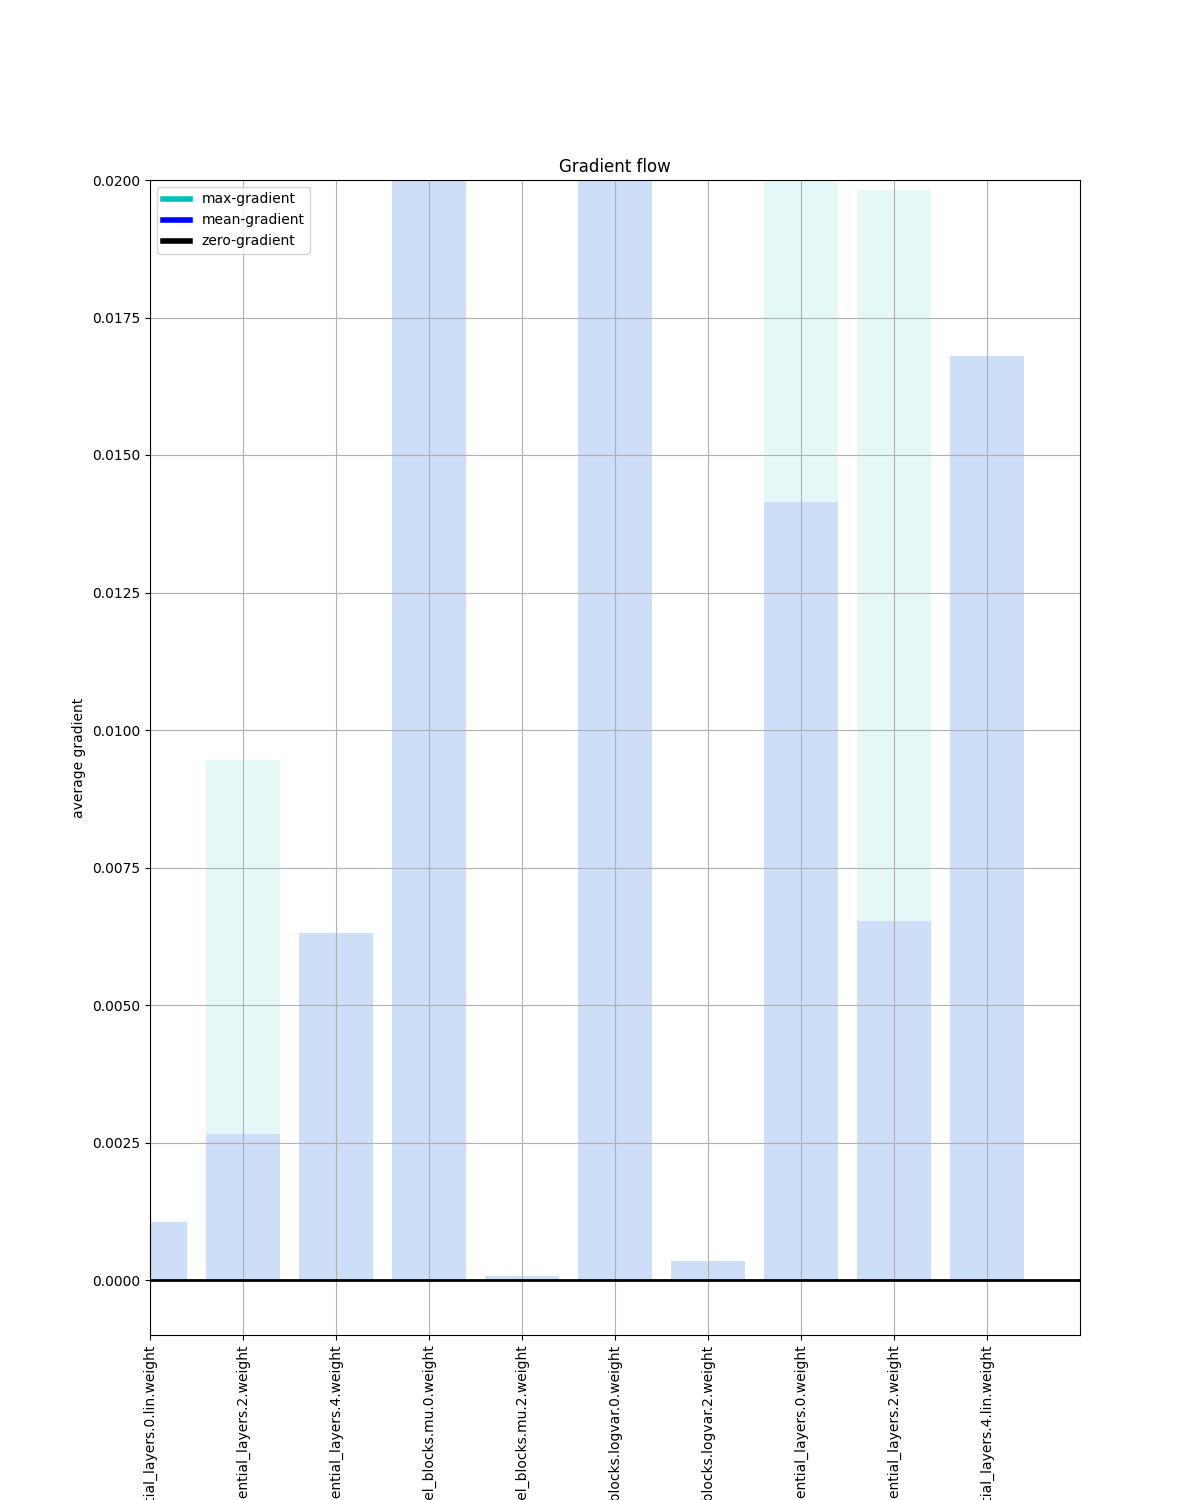 Gradient flow
max-gradient
mean-gradient
zero-gradient
0.0200
0.0175
0.0150
0.0125
0.0100
0.0075
0.0050
0.0025
0.0000
average gradient
tial_layers.0.lin.weight
ential_layers.2.weight
ential_layers.4.weight
el_blocks.mu.0.weight
el_blocks.mu.2.weight
blocks.logvar.0.weight
blocks.logvar.2.weight
ential_layers.0.weight
ential_layers.2.weight
tial_layers.4.lin.weight